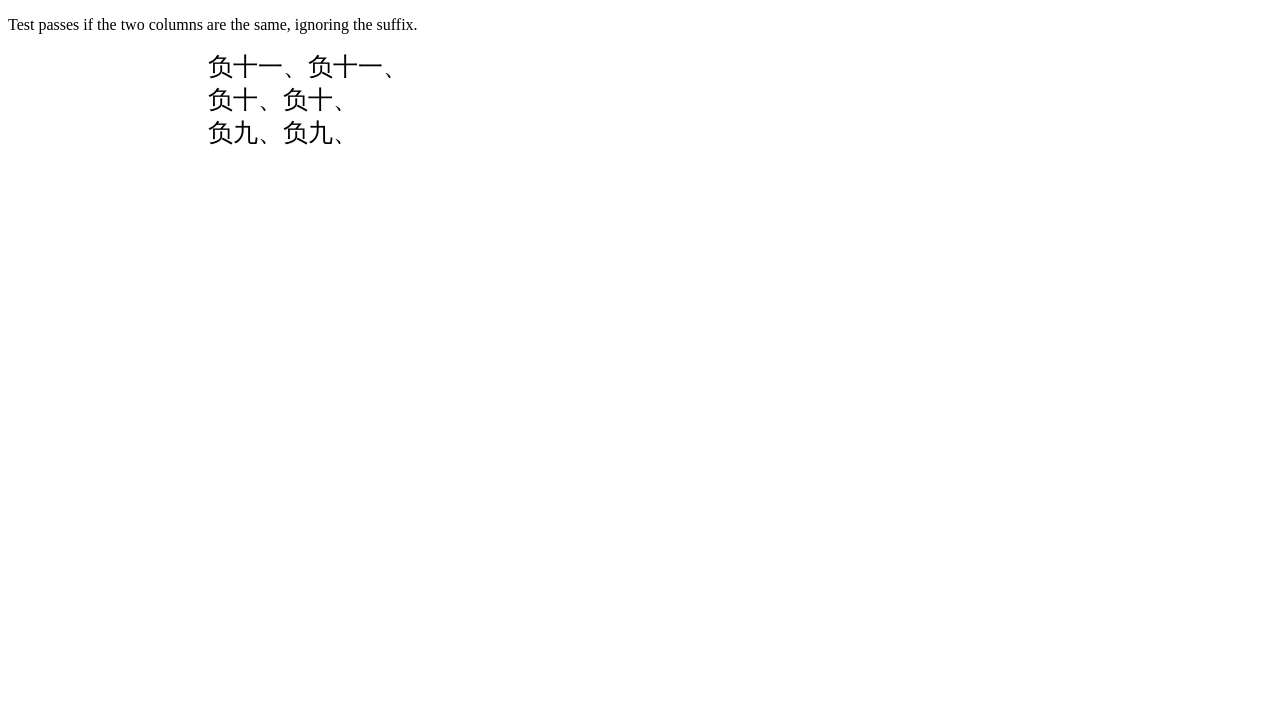 Test passes if the two columns are the same, ignoring the suffix.
负十一、负十一、
负十、负十、
负九、负九、